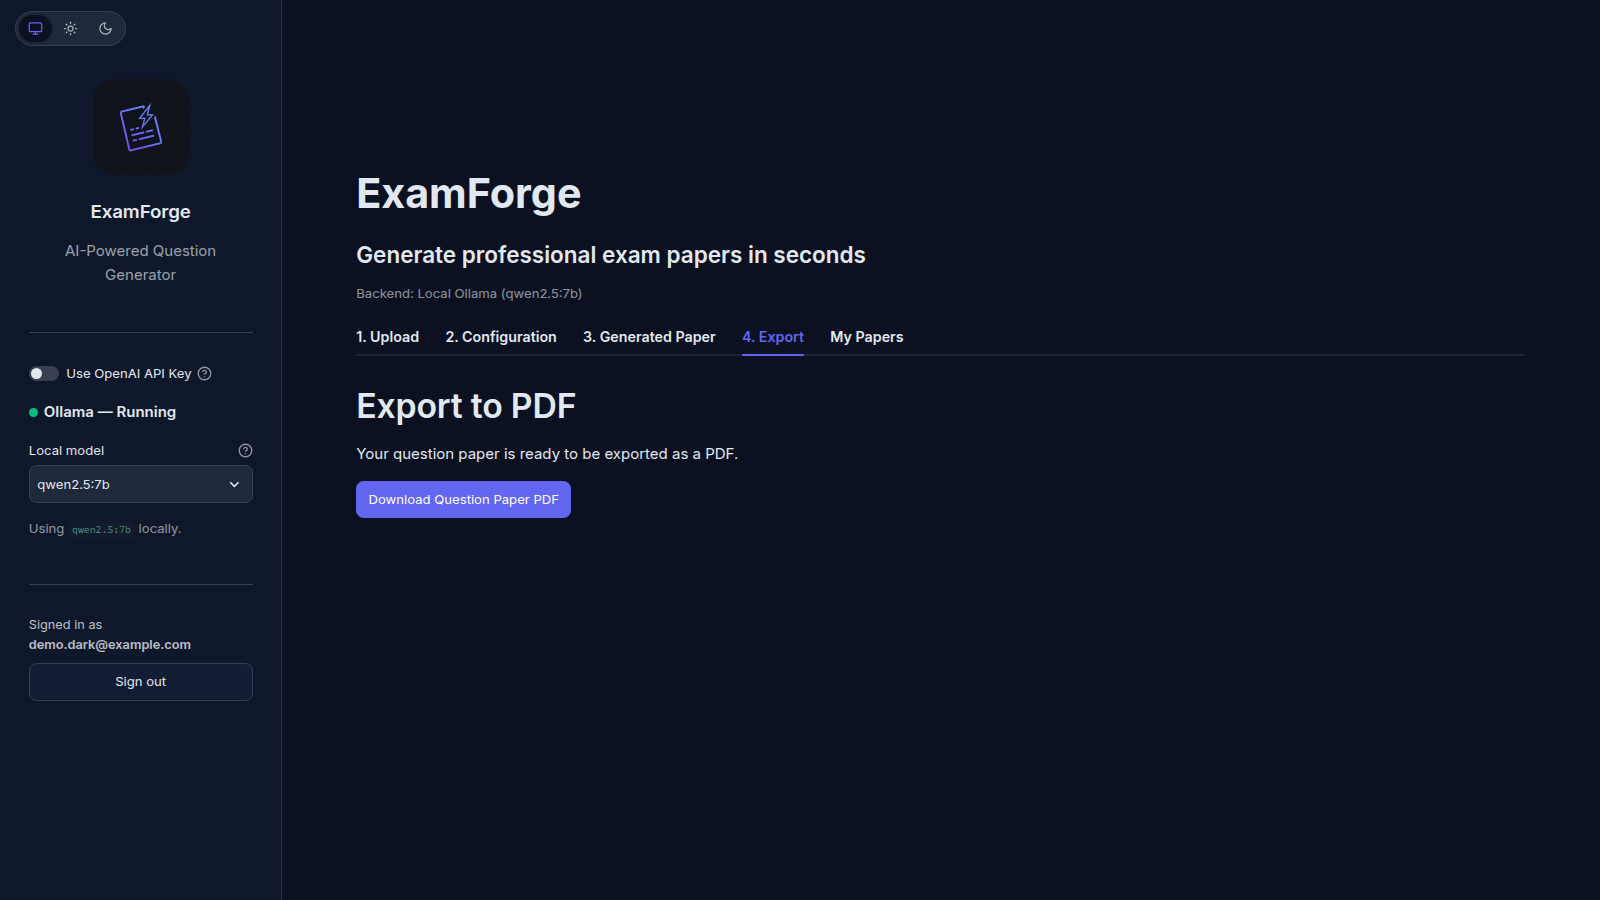 ExamForge
AI-Powered Question
Generator
Use OpenAI API Key
Ollama — Running
Local model
qwen2.5:7b
Using qwen2.5:7b locally.
Signed in as
demo.dark@example.com
Sign out
ExamForge
Generate professional exam papers in seconds
Backend: Local Ollama (qwen2.5:7b)
1. Upload 2. Configuration 3. Generated Paper 4. Export My Papers
Export to PDF
Your question paper is ready to be exported as a PDF.
Download Question Paper PDF